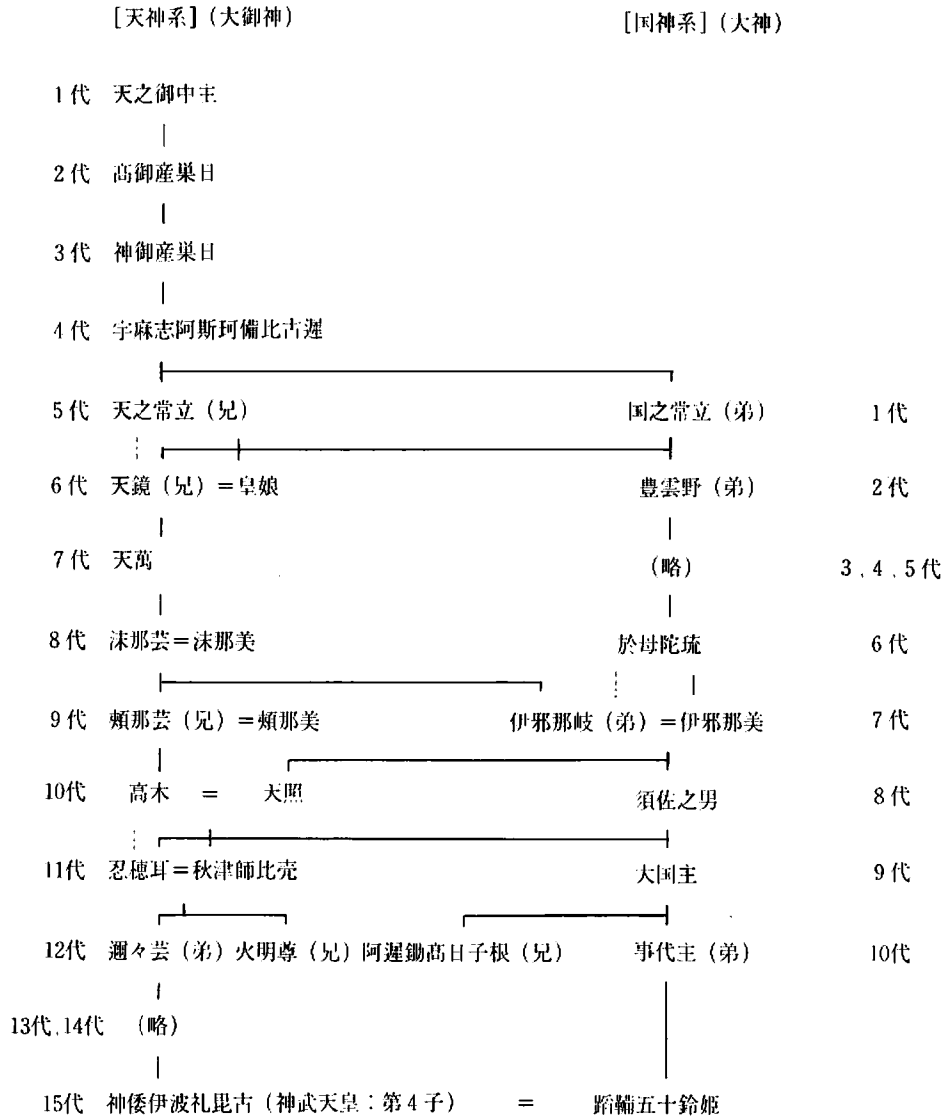 [天神系] (大御神) [国神系] (大神)
1代 天之御中主
2代 高御産巣日
3代 神御産巣日
4代 宇麻志阿斯珂備比古遅
5代 天之常立 (兄) 国之常立 (弟) 1代
6代 天鏡 (兄) = 皇娘 豊雲野 (弟) 2代
7代 天萬 (略) 3,4,5代
8代 沫那芸=沫那美 於母陀琉 6代
9代 頬那芸 (兄) =頬那美 伊邪那岐 (弟) =伊邪那美 7代
10代 高木 = 天照 須佐之男 8代
11代 忍穂耳=秋津師比売 大国主 9代
12代 邇々芸 (弟) 火明尊 (兄) 阿遅鋤高日子根 (兄) 事代主 (弟) 10代
13代,14代 (略)
15代 神倭伊波礼毘古 (神武天皇:第4子) = 蹈鞴五十鈴姫